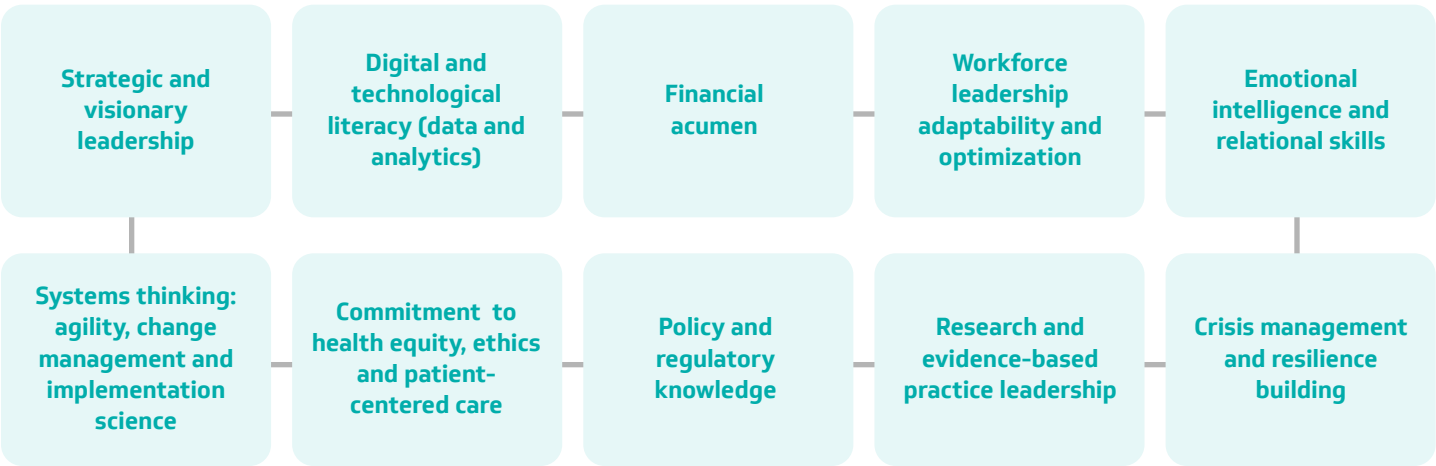 Strategic and
visionary
leadership
Digital and
technological
literacy (data and
analytics)
Financial
acumen
Workforce
leadership
adaptability and
optimization
Emotional
intelligence and
relational skills
Systems thinking:
agility, change
management and
implementation
science
Commitment to
health equity, ethics
and patient-
centered care
Policy and
regulatory
knowledge
Research and
evidence-based
practice leadership
Crisis management
and resilience
building